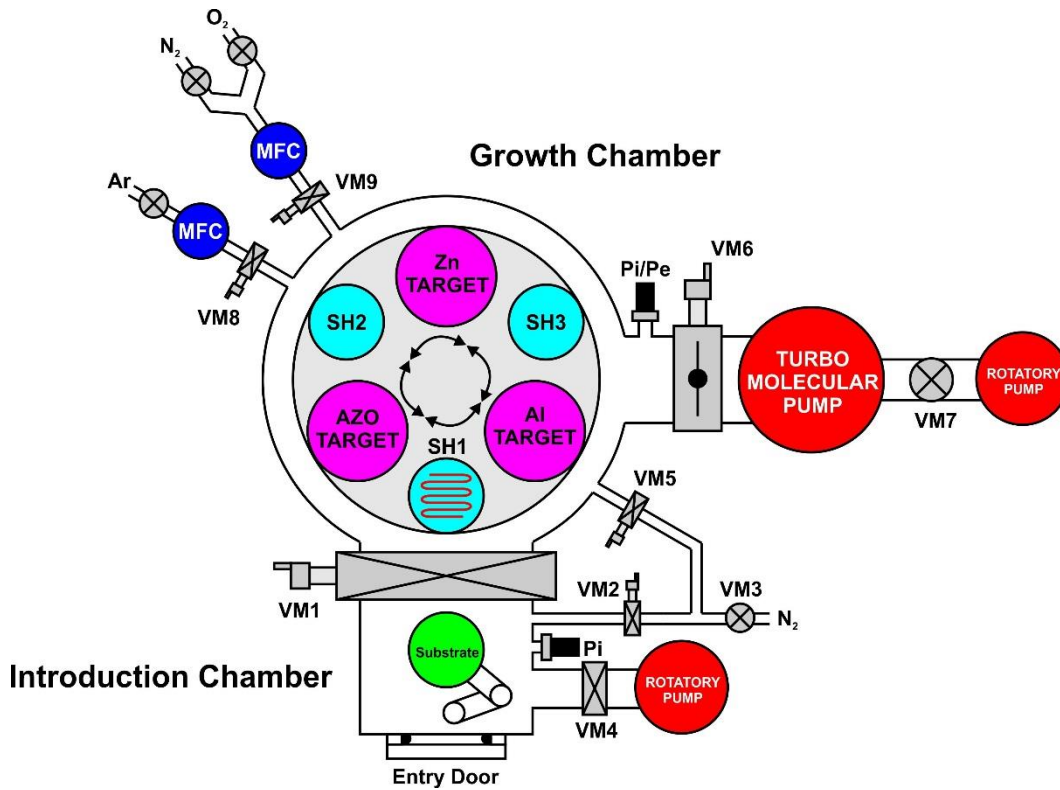 O2
N2
MFC
VM9
Growth Chamber
Ar
MFC
VM8
Zn
TARGET
SH2
SH3
Pi/Pe
VM6
TURBO
MOLECULAR
PUMP
ROTATORY
PUMP
VM7
AZO
TARGET
Al
TARGET
SH1
VM5
VM1
VM2
VM3
N2
Substrate
Pi
Introduction Chamber
ROTATORY
PUMP
VM4
Entry Door